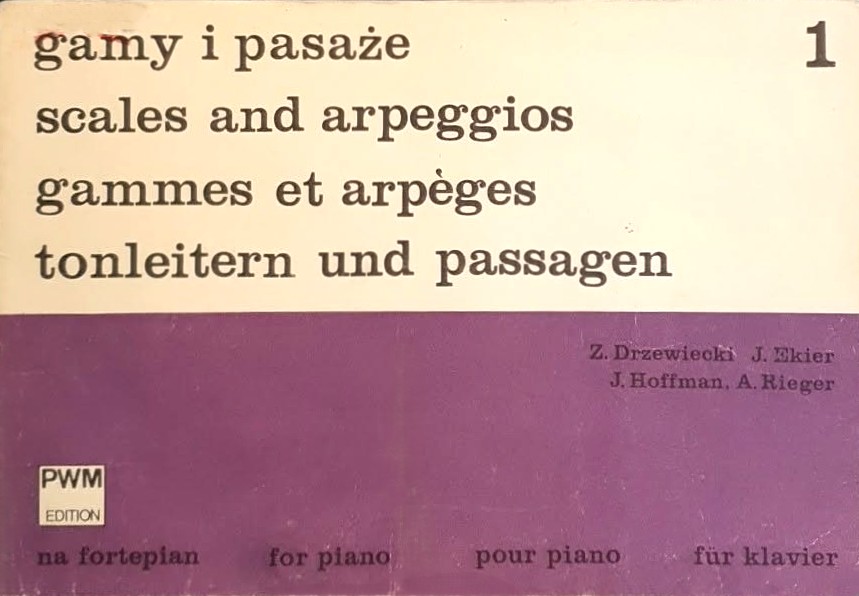 gamy i pasaże 1
scales and arpeggios
gammes et arpèges
tonleitern und passagen
Z. Drzewiecki J. Ekier
J. Hoffman, A. Rieger
PWM
EDITION
na fortepian for piano pour piano für klavier